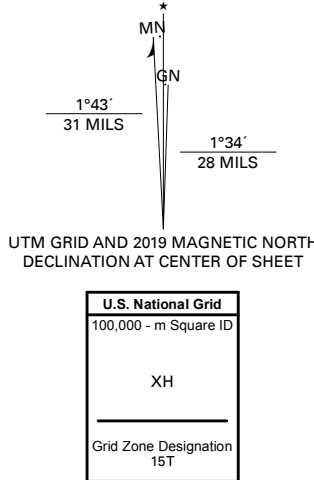 MN
GN
1°43´
31 MILS
1°34´
28 MILS
UTM GRID AND 2019 MAGNETIC NORTH
DECLINATION AT CENTER OF SHEET
U.S. National Grid
100,000 - m Square ID
XH
Grid Zone Designation
15T